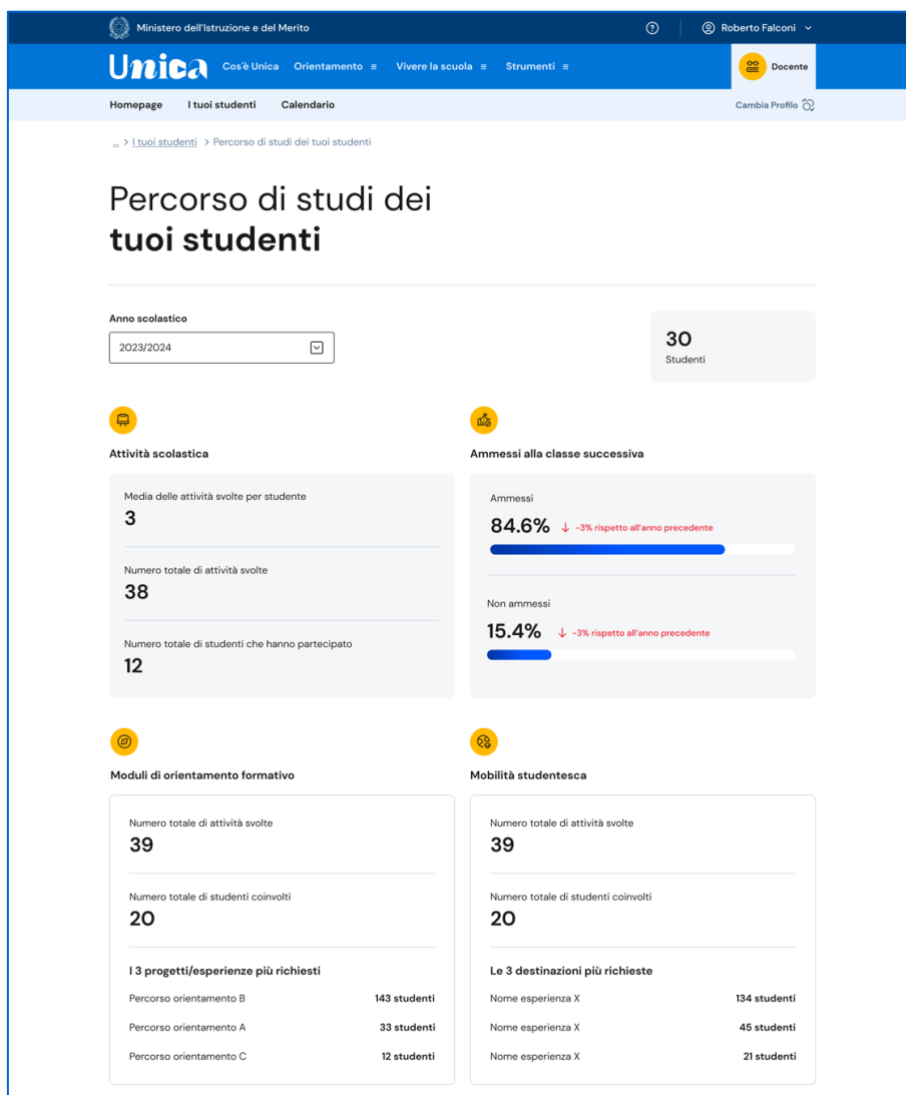 Ministero dell'Istruzione e del Merito
Roberto Falconi
Unica
Cos'è Unica Orientamento Vivere la scuola Strumenti
Docente
Homepage I tuoi studenti Calendario
Cambia Profilo
... > I tuoi studenti > Percorso di studi dei tuoi studenti
Percorso di studi dei
tuoi studenti
Anno scolastico
2023/2024
30
Studenti
Attività scolastica
Media delle attività svolte per studente
3
Numero totale di attività svolte
38
Numero totale di studenti che hanno partecipato
12
Ammessi alla classe successiva
Ammessi
84.6% ↓ -3% rispetto all'anno precedente
Non ammessi
15.4% ↓ -3% rispetto all'anno precedente
Moduli di orientamento formativo
Numero totale di attività svolte
39
Numero totale di studenti coinvolti
20
I 3 progetti/esperienze più richiesti
Percorso orientamento B 143 studenti
Percorso orientamento A 33 studenti
Percorso orientamento C 12 studenti
Mobilità studentesca
Numero totale di attività svolte
39
Numero totale di studenti coinvolti
20
Le 3 destinazioni più richieste
Nome esperienza X 134 studenti
Nome esperienza X 45 studenti
Nome esperienza X 21 studenti